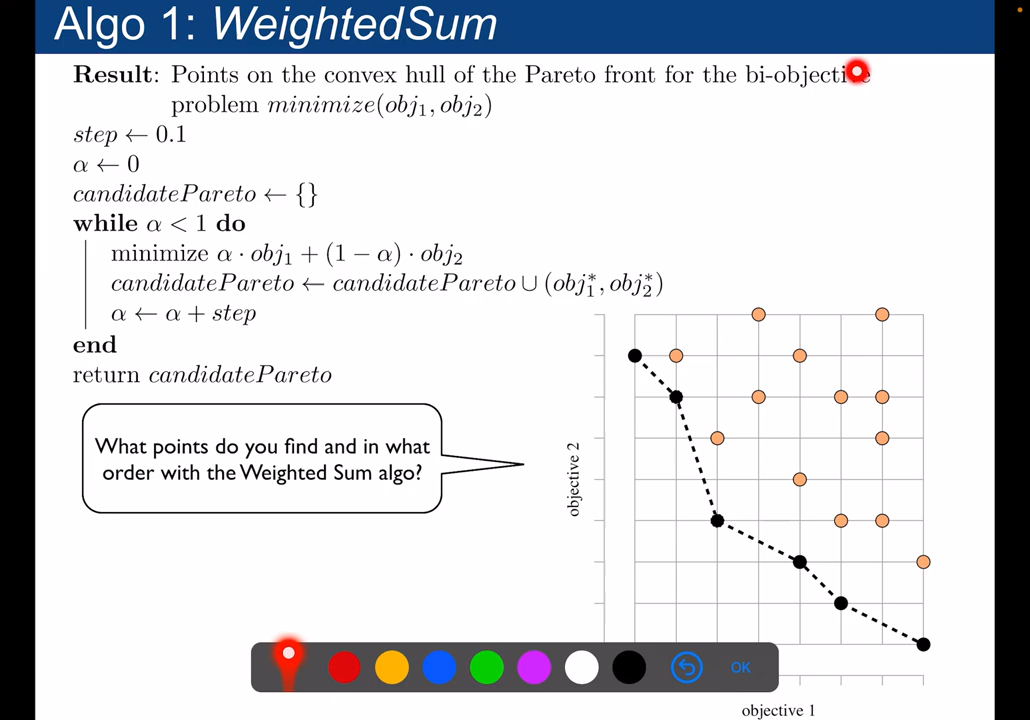 Algo 1: WeightedSum
Result: Points on the convex hull of the Pareto front for the bi-objective
problem minimize(obj₁, obj₂)
step ← 0.1
α ← 0
candidatePareto ← {}
while α < 1 do
minimize α · obj₁ + (1 − α) · obj₂
candidatePareto ← candidatePareto ∪ (obj₁*, obj₂*)
α ← α + step
end
return candidatePareto
What points do you find and in what
order with the Weighted Sum algo?
objective 2
OK
objective 1